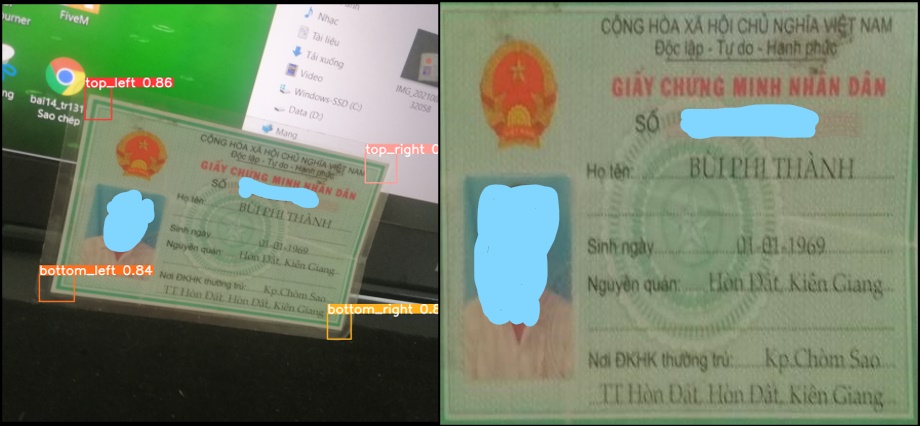 burner
FiveM
ng
bai14_tr131
Sao chép
Nhạc
Tài liệu
Tải xuống
Video
Windows-SSD (C:)
Data (D:)
Mạng
IMG_202108
32058
top_left 0.86
top_right 0
bottom_left 0.84
bottom_right 0.8
CỘNG HÒA XÃ HỘI CHỦ NGHĨA VIỆT NAM
Độc lập - Tự do - Hạnh phúc
GIẤY CHỨNG MINH NHÂN DÂN
SỐ
Họ tên: BÙI PHI THÀNH
Sinh ngày 01-01-1969
Nguyên quán: Hòn Đất, Kiên Giang
Nơi ĐKHK thường trú: Kp.Chòm Sao
TT Hòn Đất, Hòn Đất, Kiên Giang
CỘNG HÒA XÃ HỘI CHỦ NGHĨA VIỆT NAM
Độc lập - Tự do - Hạnh phúc
GIẤY CHỨNG MINH NHÂN DÂN
SỐ
Họ tên: BÙI PHI THÀNH
Sinh ngày 01-01-1969
Nguyên quán: Hòn Đất, Kiên Giang
Nơi ĐKHK thường trú: Kp.Chòm Sao
TT Hòn Đất, Hòn Đất, Kiên Giang